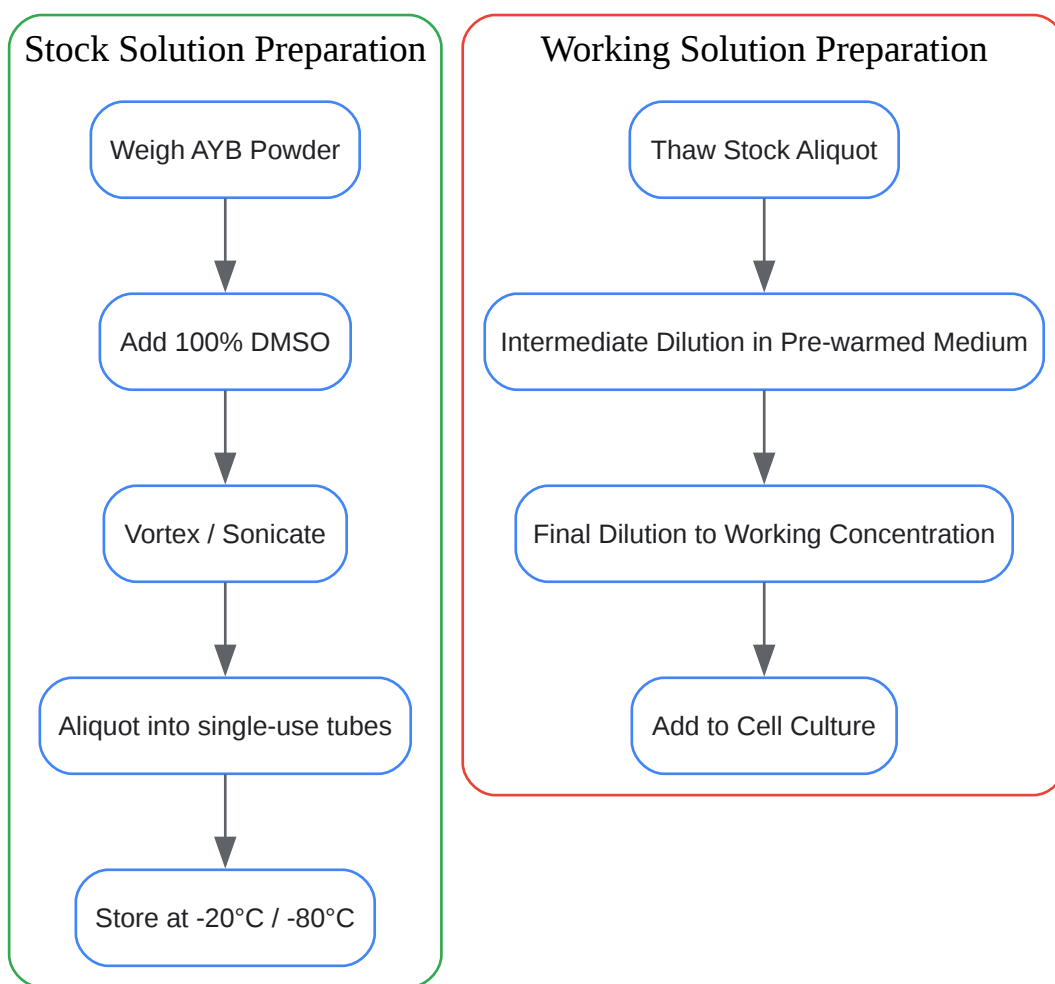 Stock Solution Preparation
Weigh AYB Powder
Add 100% DMSO
Vortex / Sonicate
Aliquot into single-use tubes
Store at -20°C / -80°C
Working Solution Preparation
Thaw Stock Aliquot
Intermediate Dilution in Pre-warmed Medium
Final Dilution to Working Concentration
Add to Cell Culture